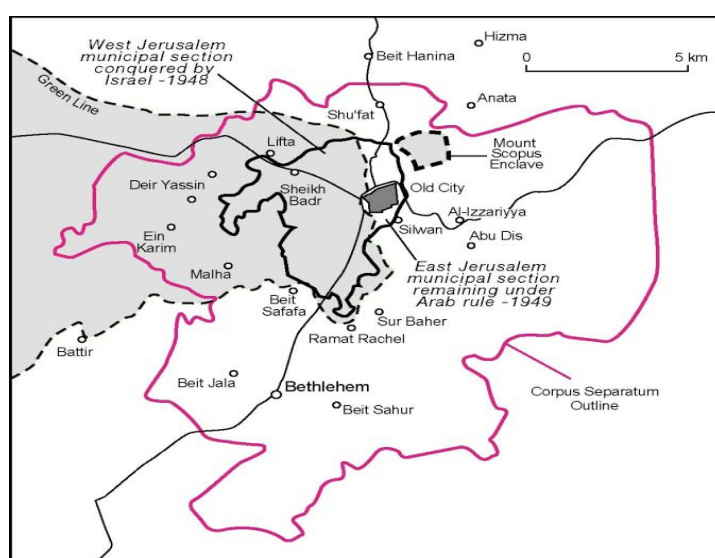 Hizma
West Jerusalem
municipal section
conquered by
Israel -1948
Beit Hanina
0
5 km
Green Line
Anata
Shu'fat
Lifta
Mount
Scopus
Enclave
Deir Yassin
Sheikh
Badr
Old City
Al-Izzariyya
Silwan
Ein
Karim
Abu Dis
Malha
East Jerusalem
municipal section
remaining under
Arab rule -1949
Beit
Safafa
Sur Baher
Ramat Rachel
Battir
Beit Jala
Bethlehem
Corpus Separatum
Outline
Beit Sahur